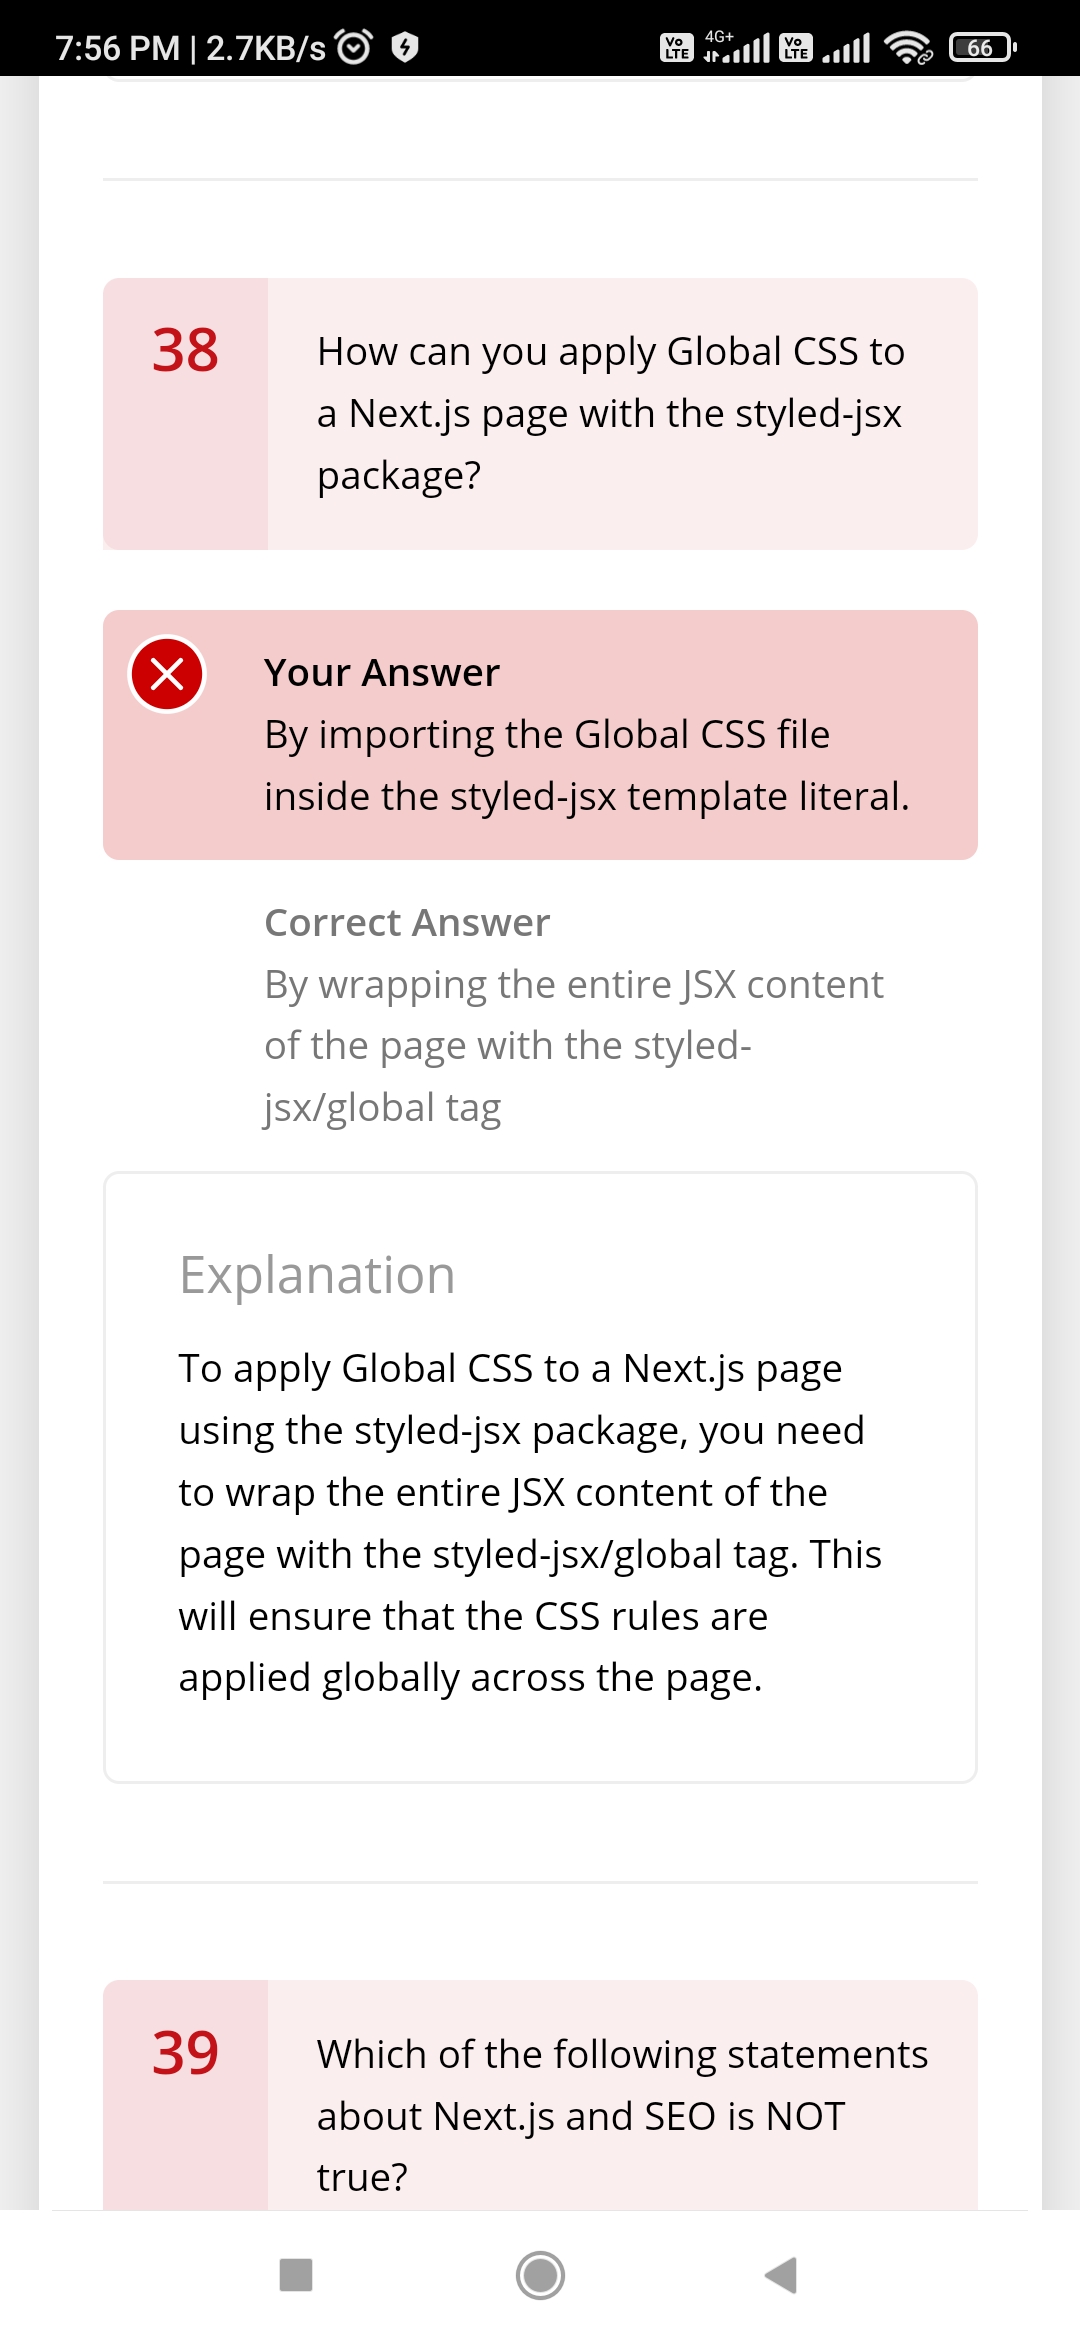 7:56 PM | 2.7KB/s
Vo LTE 4G+ Vo LTE 66
38
How can you apply Global CSS to
a Next.js page with the styled-jsx
package?
Your Answer
By importing the Global CSS file
inside the styled-jsx template literal.
Correct Answer
By wrapping the entire JSX content
of the page with the styled-
jsx/global tag
Explanation
To apply Global CSS to a Next.js page
using the styled-jsx package, you need
to wrap the entire JSX content of the
page with the styled-jsx/global tag. This
will ensure that the CSS rules are
applied globally across the page.
39
Which of the following statements
about Next.js and SEO is NOT
true?